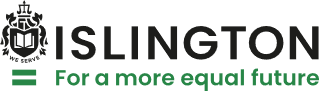 ISLINGTON
WE SERVE
For a more equal future